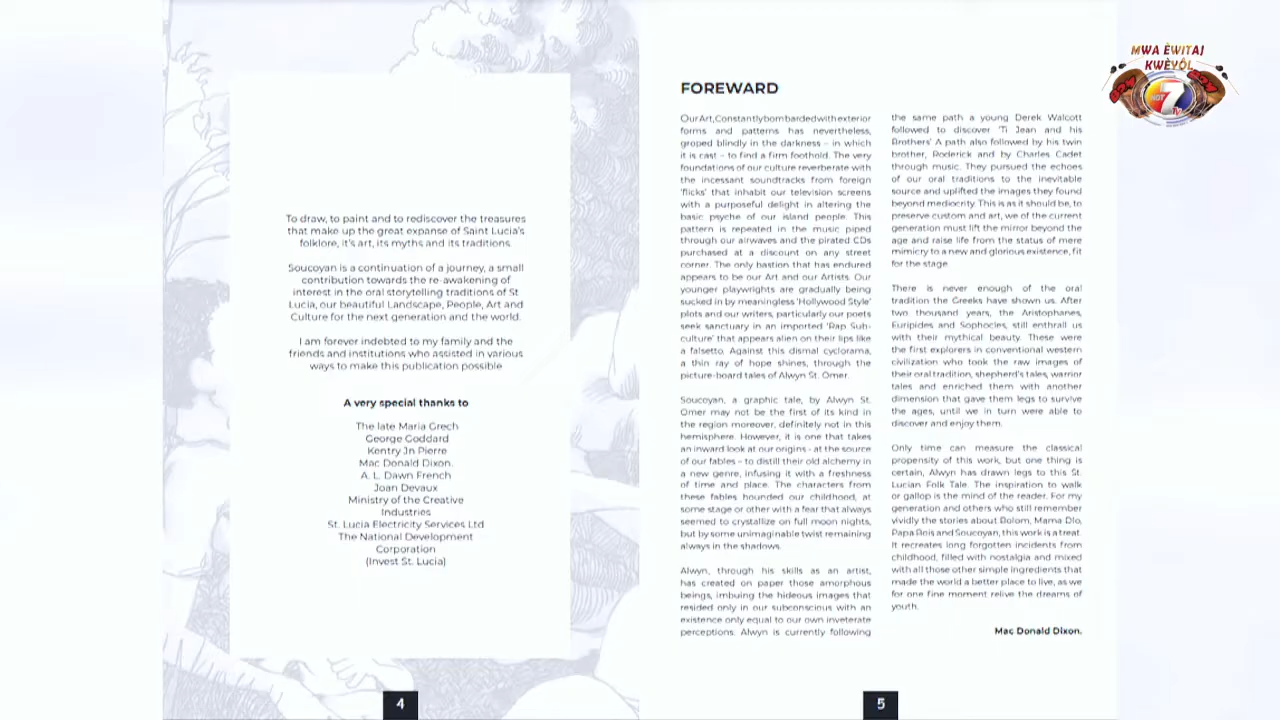 To draw, to paint and to rediscover the treasures
that make up the great expanse of Saint Lucia's
folklore, it's art, its myths and its traditions.
Soucoyan is a continuation of a journey, a small
contribution towards the re-awakening of
interest in the oral storytelling traditions of St
Lucia, our beautiful Landscape, People, Art and
Culture for the next generation and the world.
I am forever indebted to my family and the
friends and institutions who assisted in various
ways to make this publication possible
A very special thanks to
The late Maria Grech
George Goddard
Kentry Jn Pierre
Mac Donald Dixon.
A. L. Dawn French
Joan Devaux
Ministry of the Creative
Industries
St. Lucia Electricity Services Ltd
The National Development
Corporation
(Invest St. Lucia)
4
FOREWARD
Our Art, Constantly bombarded with exterior
forms and patterns has nevertheless,
groped blindly in the darkness – in which
it is cast – to find a firm foothold. The very
foundations of our culture reverberate with
the incessant soundtracks from foreign
'flicks' that inhabit our television screens
with a purposeful delight in altering the
basic psyche of our island people. This
pattern is repeated in the music piped
through our airwaves and the pirated CDs
purchased at a discount on any street
corner. The only bastion that has endured
appears to be our Art and our Artists. Our
younger playwrights are gradually being
sucked in by meaningless 'Hollywood Style'
plots and our writers, particularly our poets
seek sanctuary in an imported 'Rap Sub-
culture' that appears alien on their lips like
a falsetto. Against this dismal cyclorama,
a thin ray of hope shines, through the
picture-board tales of Alwyn St. Omer.
Soucoyan, a graphic tale, by Alwyn St.
Omer may not be the first of its kind in
the region moreover, definitely not in this
hemisphere. However, it is one that takes
an inward look at our origins - at the source
of our fables – to distill their old alchemy in
a new genre, infusing it with a freshness
of time and place. The characters from
these fables hounded our childhood, at
some stage or other with a fear that always
seemed to crystallize on full moon nights,
but by some unimaginable twist remaining
always in the shadows.
Alwyn, through his skills as an artist,
has created on paper those amorphous
beings, imbuing the hideous images that
resided only in our subconscious with an
existence only equal to our own inveterate
perceptions. Alwyn is currently following
the same path a young Derek Walcott
followed to discover 'Ti Jean and his
Brothers' A path also followed by his twin
brother, Roderick and by Charles Cadet
through music. They pursued the echoes
of our oral traditions to the inevitable
source and uplifted the images they found
beyond mediocrity. This is as it should be, to
preserve custom and art, we of the current
generation must lift the mirror beyond the
age and raise life from the status of mere
mimicry to a new and glorious existence, fit
for the stage.
There is never enough of the oral
tradition the Greeks have shown us. After
two thousand years, the Aristophanes,
Euripides and Sophocles, still enthrall us
with their mythical beauty. These were
the first explorers in conventional western
civilization who took the raw images of
their oral tradition, shepherd's tales, warrior
tales and enriched them with another
dimension that gave them legs to survive
the ages, until we in turn were able to
discover and enjoy them.
Only time can measure the classical
propensity of this work, but one thing is
certain, Alwyn has drawn legs to this St.
Lucian Folk Tale. The inspiration to walk
or gallop is the mind of the reader. For my
generation and others who still remember
vividly the stories about Bolom, Mama Dlo,
Papa Bois and Soucoyan, this work is a treat.
It recreates long forgotten incidents from
childhood, filled with nostalgia and mixed
with all those other simple ingredients that
made the world a better place to live, as we
for one fine moment relive the dreams of
youth.
Mac Donald Dixon.
5
MWA ÉWITAJ
KWÈYÒL
7